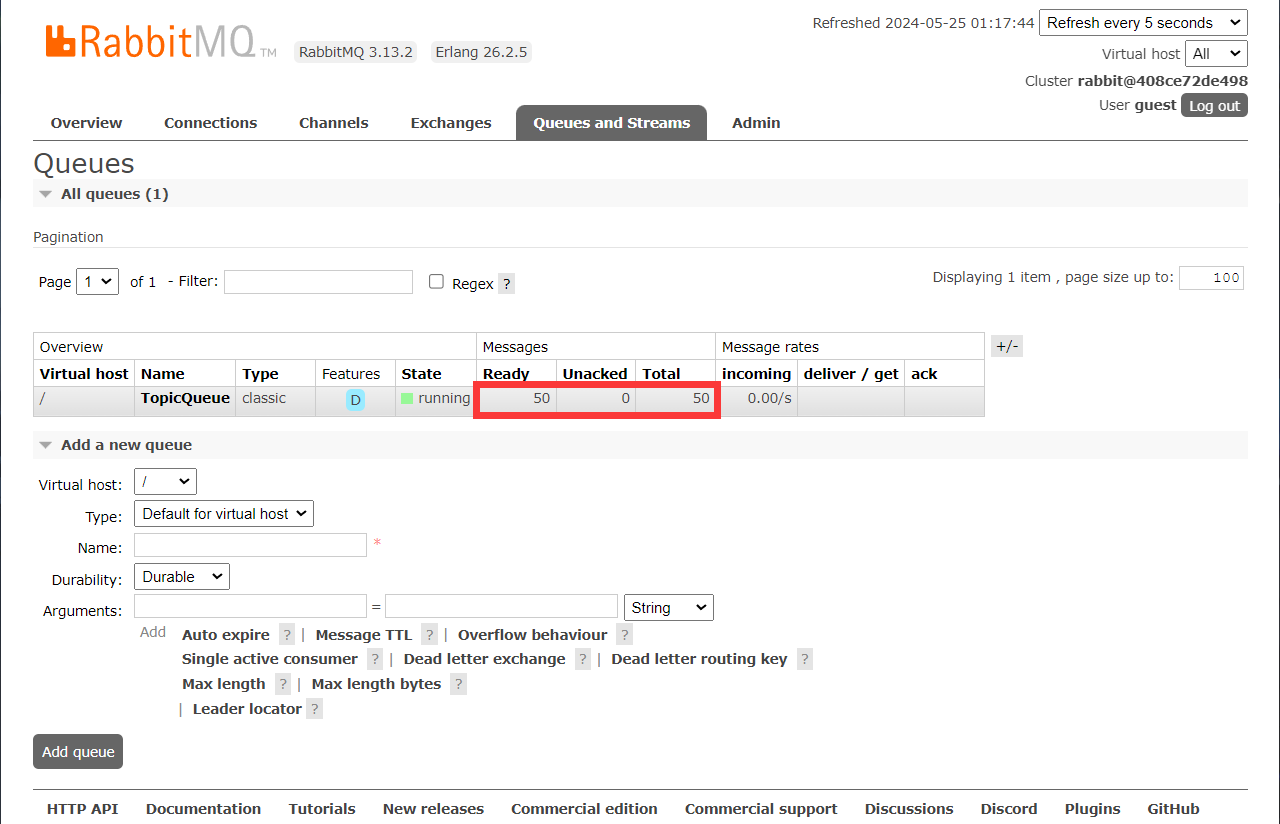 RabbitMQ TM RabbitMQ 3.13.2 Erlang 26.2.5
Refreshed 2024-05-25 01:17:44 Refresh every 5 seconds
Virtual host All
Cluster rabbit@408ce72de498
User guest Log out
Overview Connections Channels Exchanges Queues and Streams Admin
Queues
All queues (1)
Pagination
Page 1 of 1 - Filter: Regex ? Displaying 1 item , page size up to: 100
Overview Messages Message rates +/-
Virtual host Name Type Features State Ready Unacked Total incoming deliver / get ack
/ TopicQueue classic D running 50 0 50 0.00/s
Add a new queue
Virtual host: /
Type: Default for virtual host
Name: *
Durability: Durable
Arguments: = String
Add Auto expire ? | Message TTL ? | Overflow behaviour ?
Single active consumer ? | Dead letter exchange ? | Dead letter routing key ?
Max length ? | Max length bytes ?
| Leader locator ?
Add queue
HTTP API Documentation Tutorials New releases Commercial edition Commercial support Discussions Discord Plugins GitHub